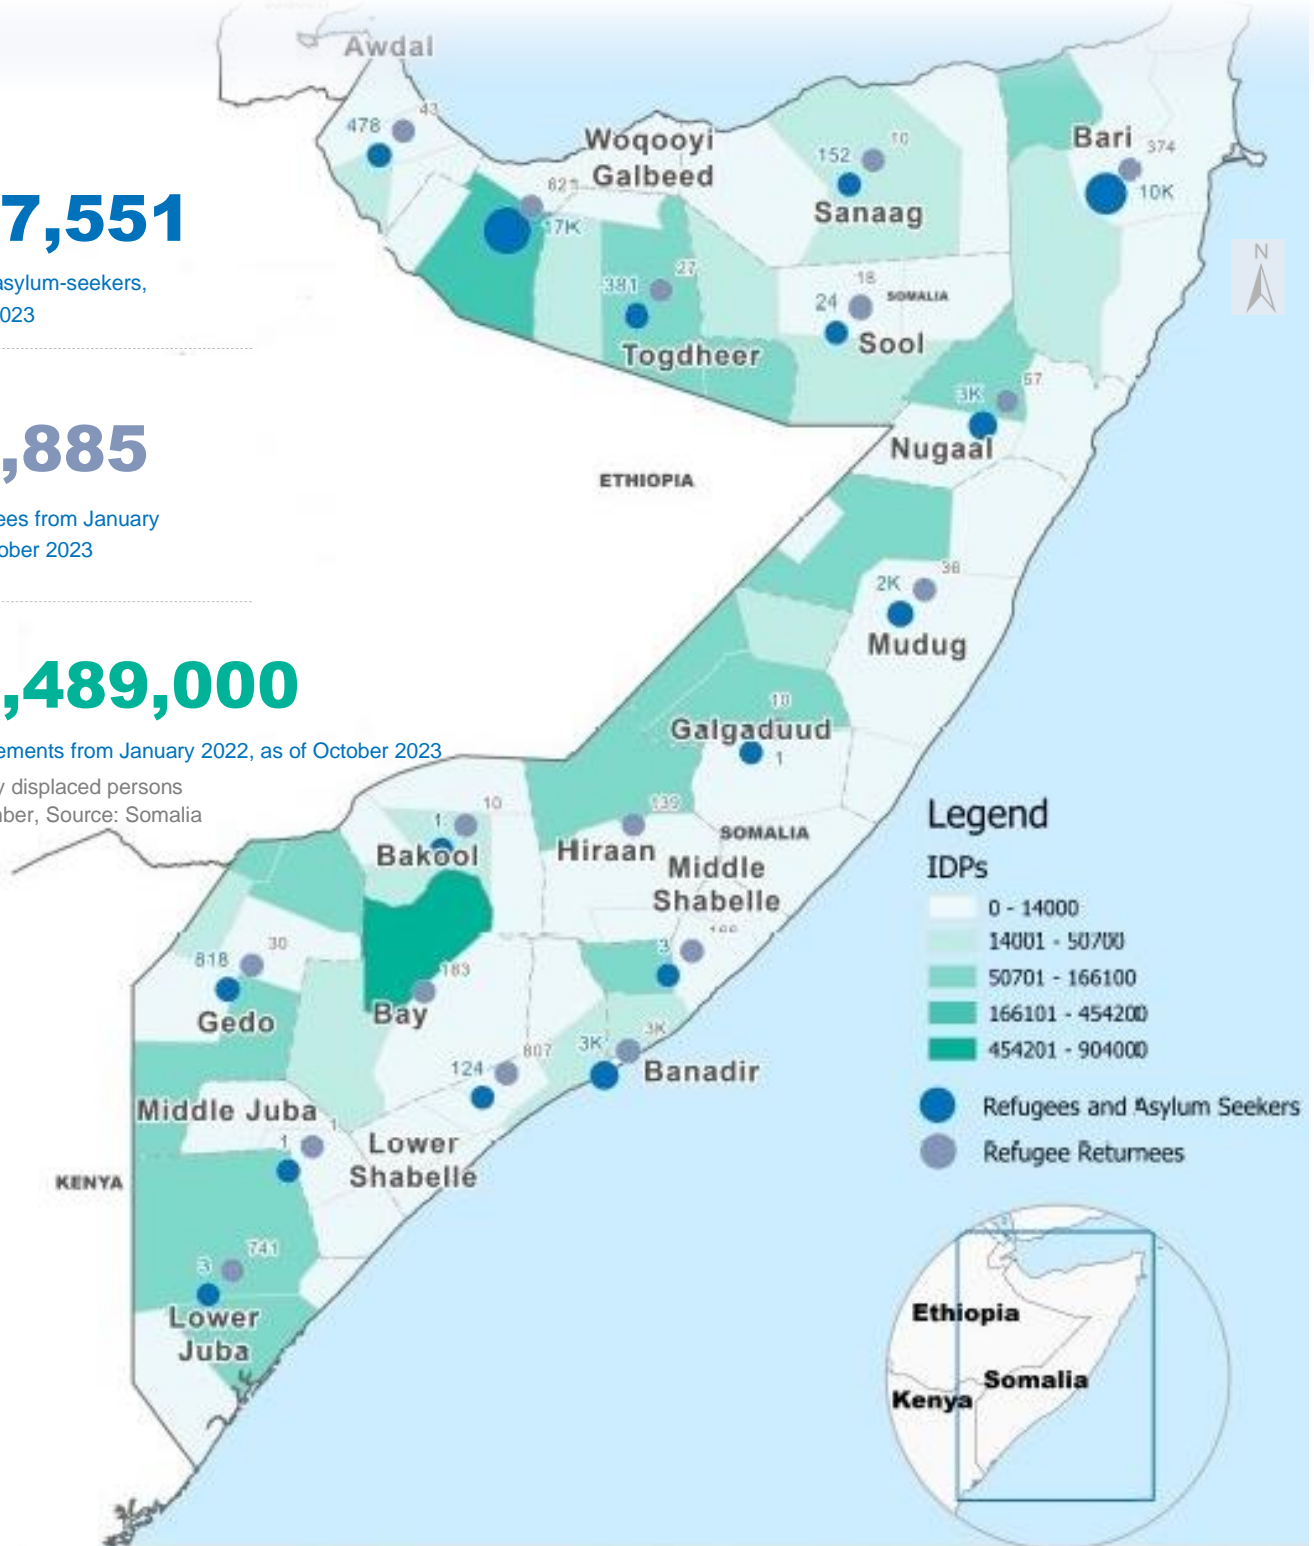 7,551
asylum-seekers,
023
,885
ees from January
ober 2023
,489,000
ements from January 2022, as of October 2023
y displaced persons
nber, Source: Somalia
Awdal
43
478
Woqooyi
Galbeed
17K
10
152
Sanaag
Bari
374
10K
N
27
381
Togdheer
18
24
SOMALIA
Sool
57
3K
Nugaal
ETHIOPIA
2K
Mudug
10
Galgaduud
1
10
1
Bakool
Hiraan
SOMALIA
Middle
Shabelle
3
30
818
Gedo
183
Bay
807
124
3K
3K
Banadir
Middle Juba
1
1
Lower
Shabelle
KENYA
741
3
Lower
Juba
Legend
IDPs
0 - 14000
14001 - 50700
50701 - 166100
166101 - 454200
454201 - 904000
Refugees and Asylum Seekers
Refugee Returnees
Ethiopia
Somalia
Kenya